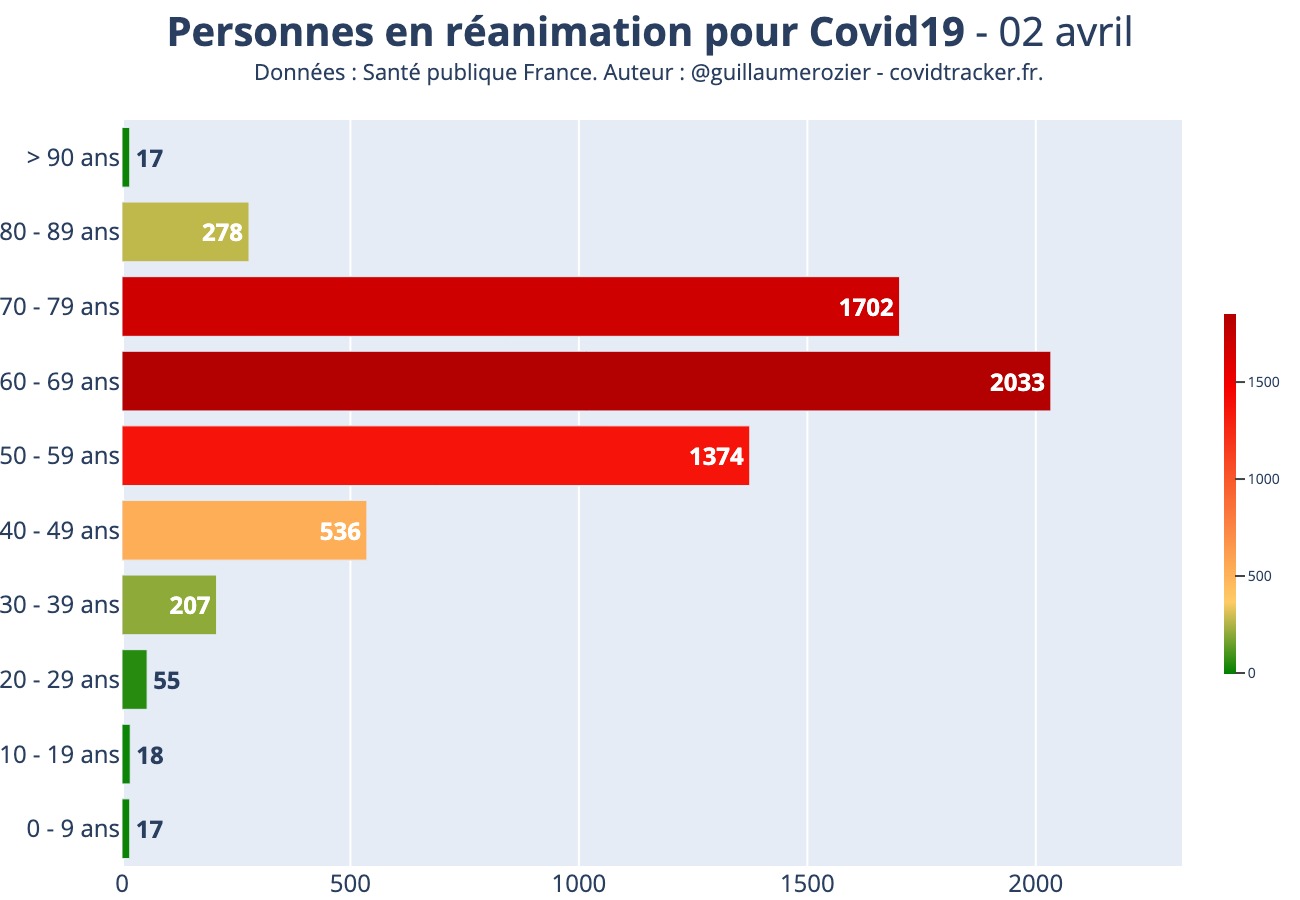 Personnes en réanimation pour Covid19 - 02 avril
Données : Santé publique France. Auteur : @guillaumerozier - covidtracker.fr.
> 90 ans 17
80 - 89 ans 278
70 - 79 ans 1702
60 - 69 ans 2033
50 - 59 ans 1374
40 - 49 ans 536
30 - 39 ans 207
20 - 29 ans 55
10 - 19 ans 18
0 - 9 ans 17
0 500 1000 1500 2000
1500
1000
500
0